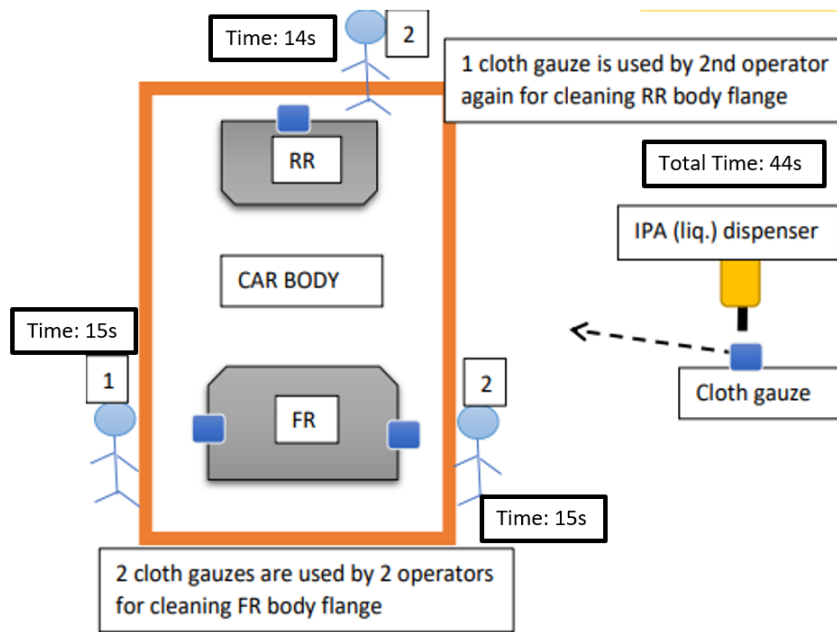 Time: 14s
2
1 cloth gauze is used by 2nd operator
again for cleaning RR body flange
RR
Total Time: 44s
IPA (liq.) dispenser
CAR BODY
Time: 15s
1
2
FR
Cloth gauze
Time: 15s
2 cloth gauzes are used by 2 operators
for cleaning FR body flange